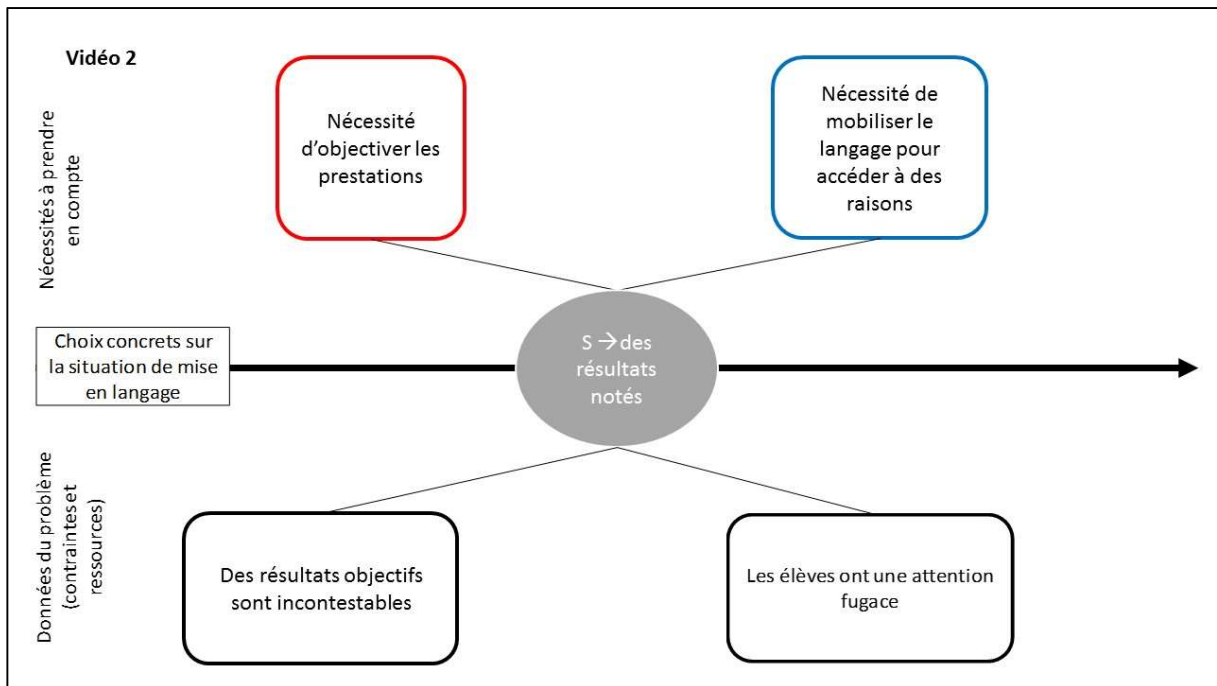 Vidéo 2
Nécessités à prendre
en compte
Nécessité
d’objectiver les
prestations
Nécessité de
mobiliser le
langage pour
accéder à des
raisons
Choix concrets sur
la situation de mise
en langage
S →des
résultats
notés
Données du problème
(contraintes et
ressources)
Des résultats objectifs
sont incontestables
Les élèves ont une attention
fugace